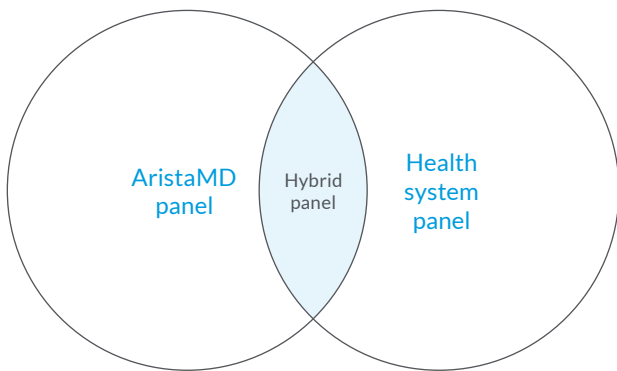 AristaMD
panel
Hybrid
panel
Health
system
panel